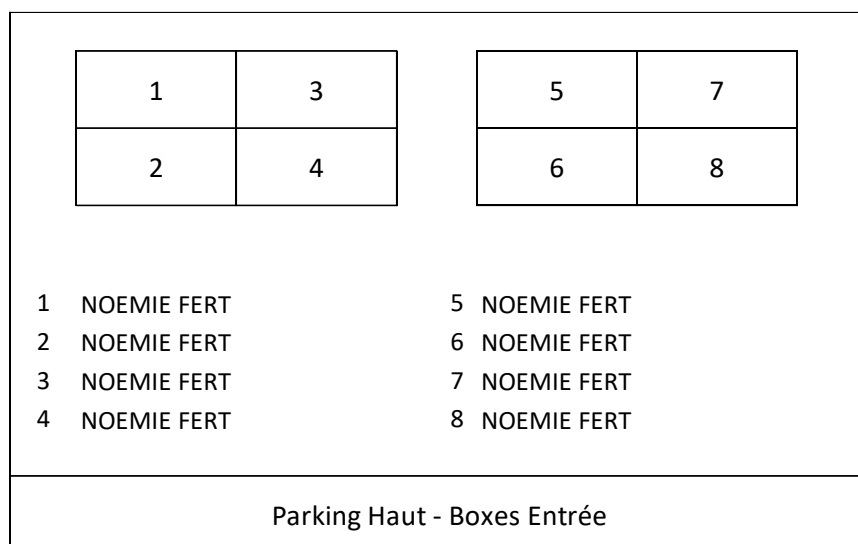 1 3 5 7
2 4 6 8
1 NOEMIE FERT 5 NOEMIE FERT
2 NOEMIE FERT 6 NOEMIE FERT
3 NOEMIE FERT 7 NOEMIE FERT
4 NOEMIE FERT 8 NOEMIE FERT
Parking Haut - Boxes Entrée